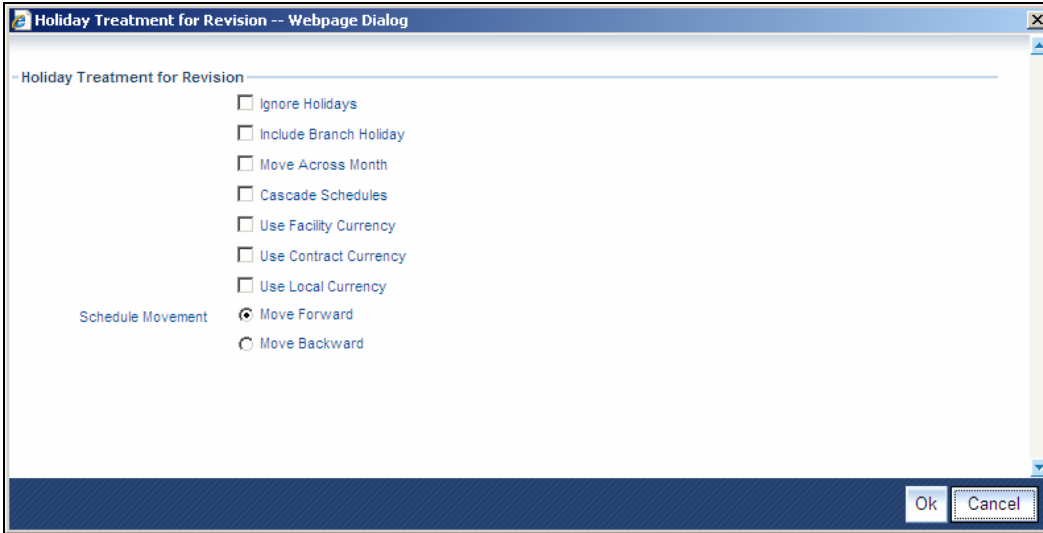 Holiday Treatment for Revision -- Webpage Dialog
Holiday Treatment for Revision
Ignore Holidays
Include Branch Holiday
Move Across Month
Cascade Schedules
Use Facility Currency
Use Contract Currency
Use Local Currency
Schedule Movement Move Forward
Move Backward
Ok Cancel